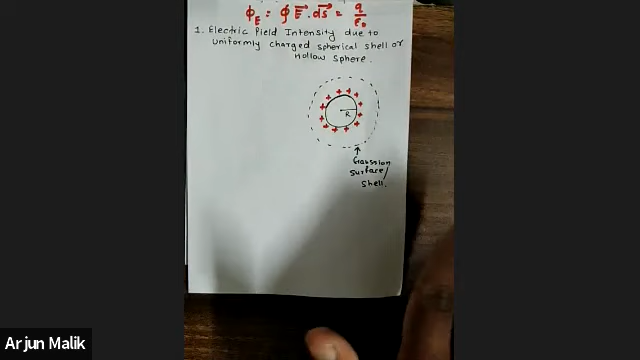 ϕE = ∮ E⃗ . ds⃗ = q/ε₀
1. Electric Field Intensity due to
uniformly charged spherical shell or
Hollow Sphere.
R
Gaussian
Surface/
Shell.
Arjun Malik